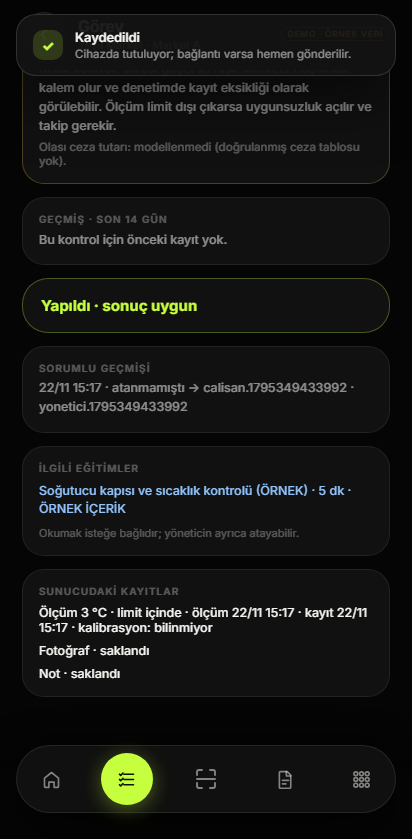 Görev
DEMO · ÖRNEK VERİ
Kaydedildi
Cihazda tutuluyor; bağlantı varsa hemen gönderilir.
kalem olur ve denetimde kayıt eksikliği olarak
görülebilir. Ölçüm limit dışı çıkarsa uygunsuzluk açılır ve
takip gerekir.
Olası ceza tutarı: modellenmedi (doğrulanmış ceza tablosu
yok).
GEÇMİŞ · SON 14 GÜN
Bu kontrol için önceki kayıt yok.
Yapıldı · sonuç uygun
SORUMLU GEÇMİŞİ
22/11 15:17 · atanmamıştı → calisan.1795349433992 ·
yonetici.1795349433992
İLGİLİ EĞİTİMLER
Soğutucu kapısı ve sıcaklık kontrolü (ÖRNEK) · 5 dk ·
ÖRNEK İÇERİK
Okumak isteğe bağlıdır; yöneticin ayrıca atayabilir.
SUNUCUDAKİ KAYITLAR
Ölçüm 3 °C · limit içinde · ölçüm 22/11 15:17 · kayıt 22/11
15:17 · kalibrasyon: bilinmiyor
Fotoğraf · saklandı
Not · saklandı